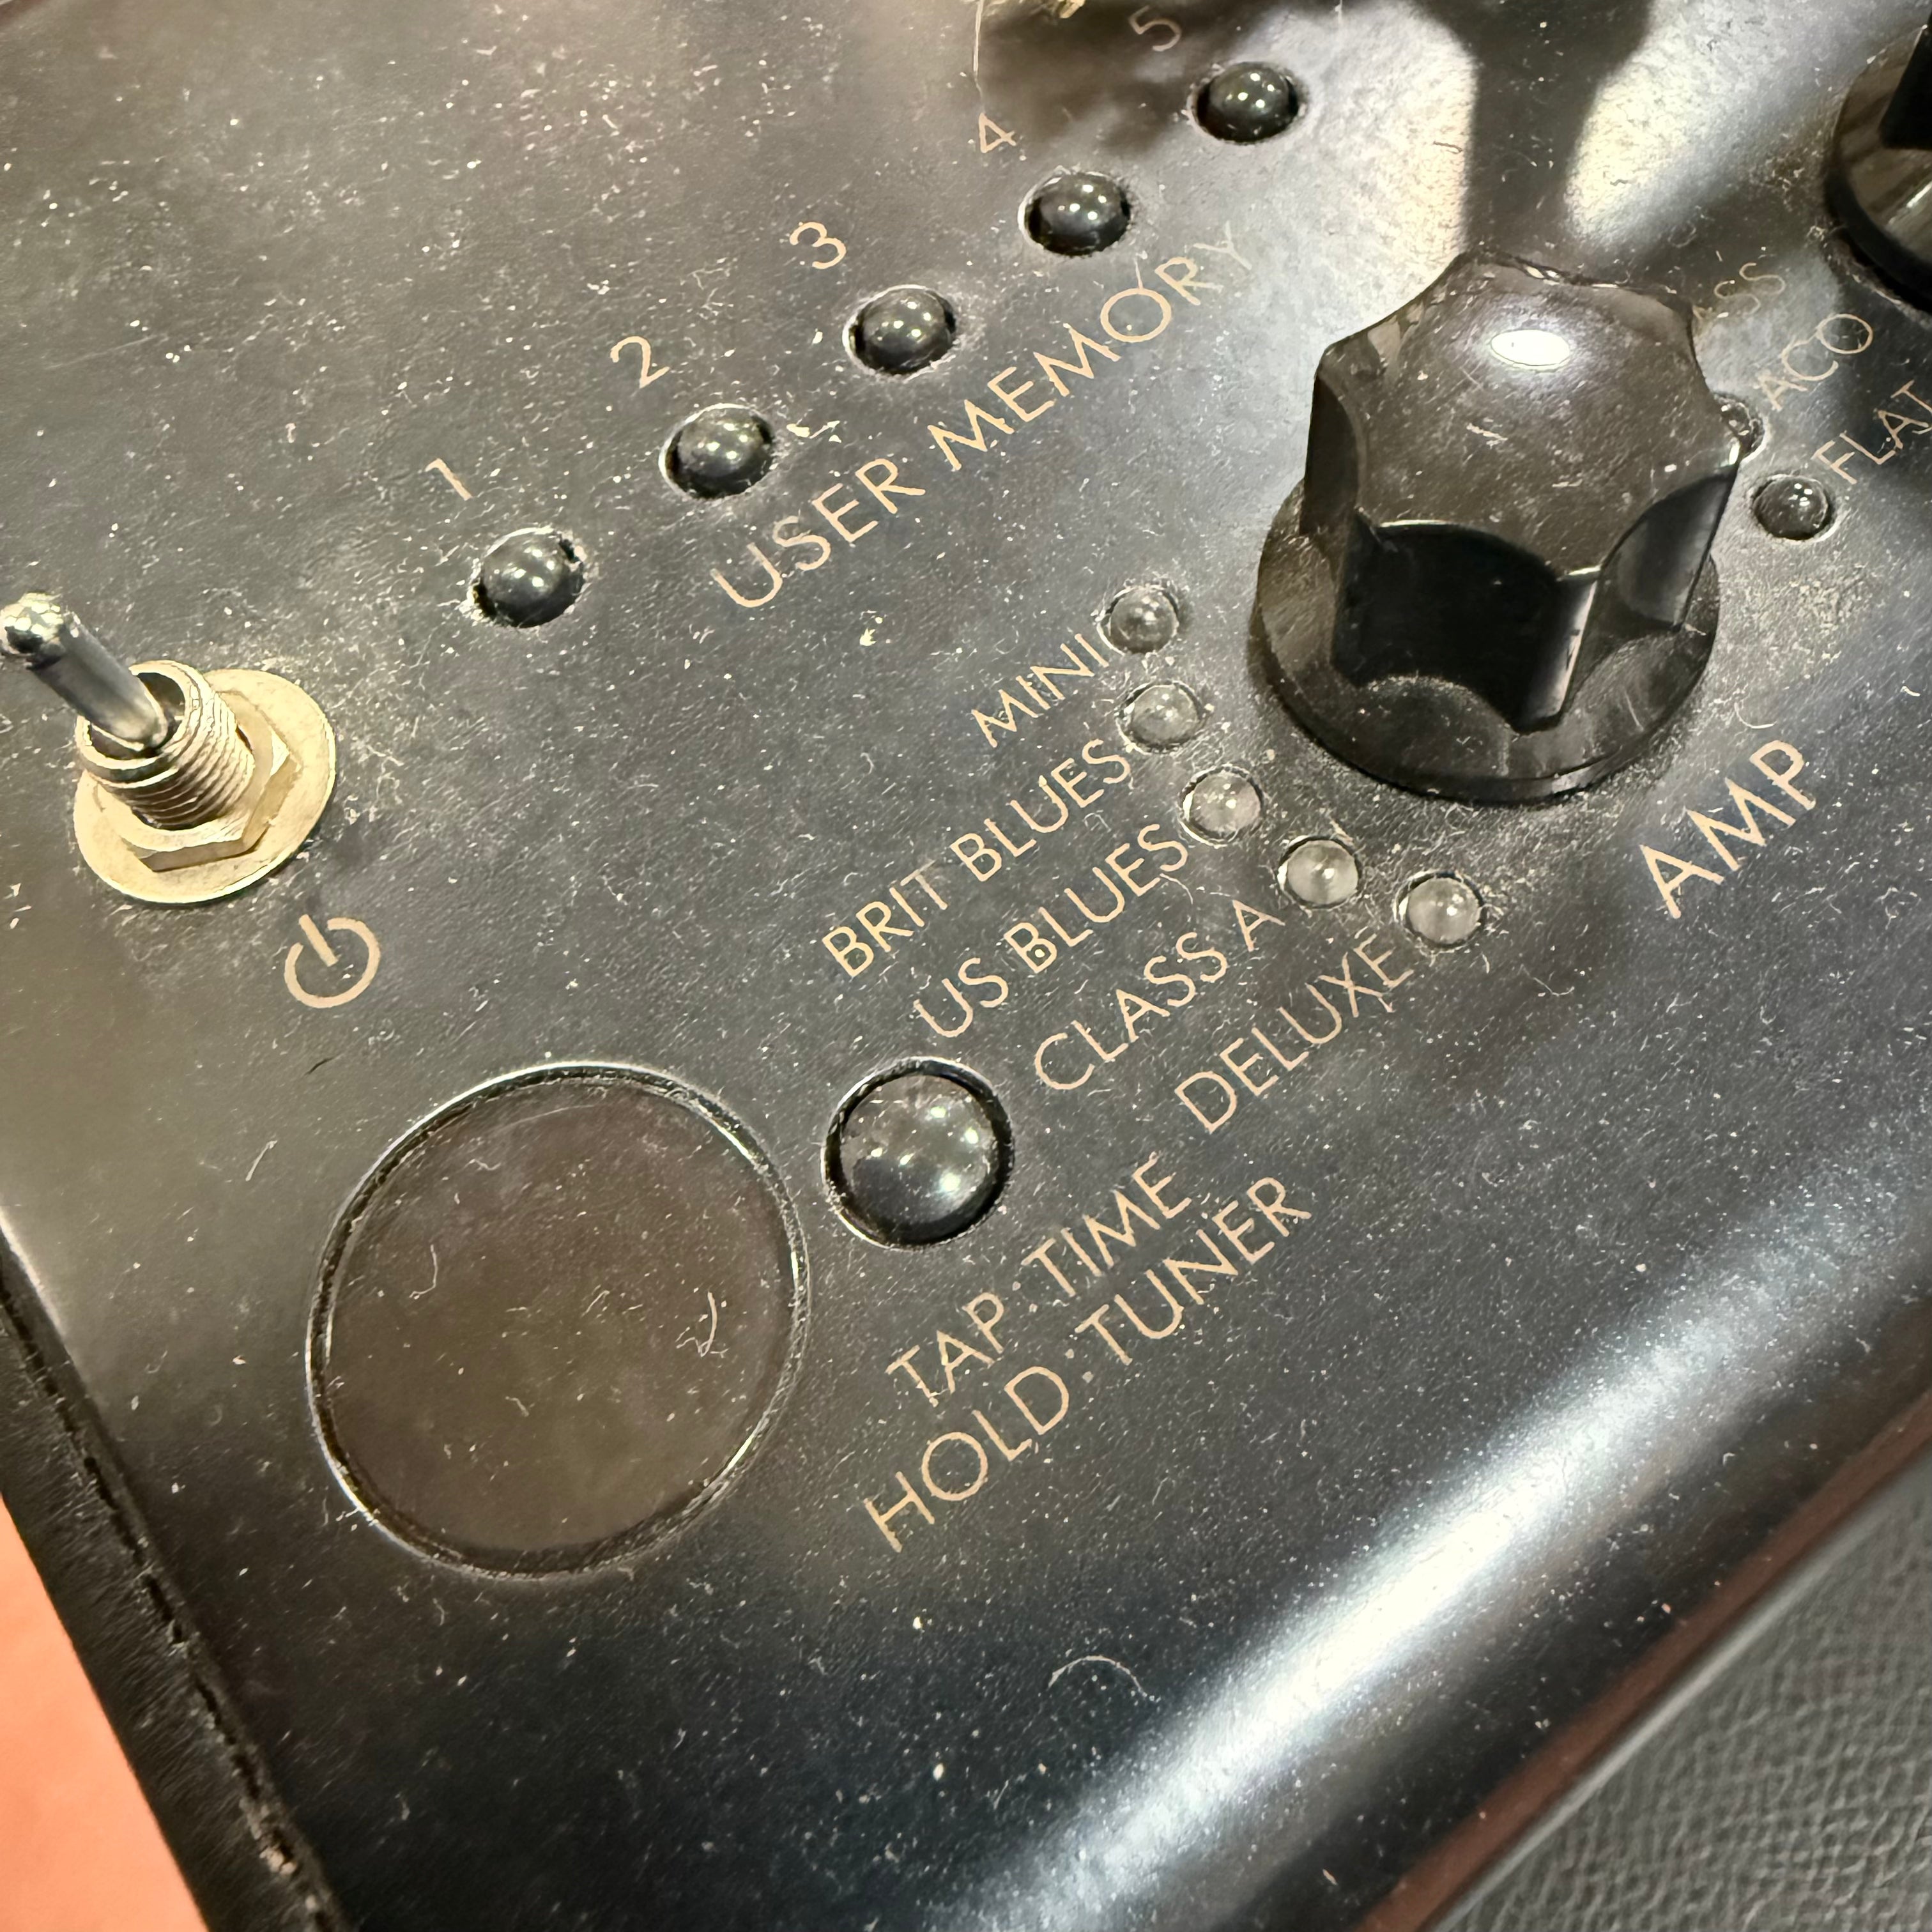 1 2 3 4 5
USER MEMORY
MINI
BRIT BLUES
US BLUES
CLASS A
DELUXE
FLAT
AMP
TAP : TIME
HOLD : TUNER